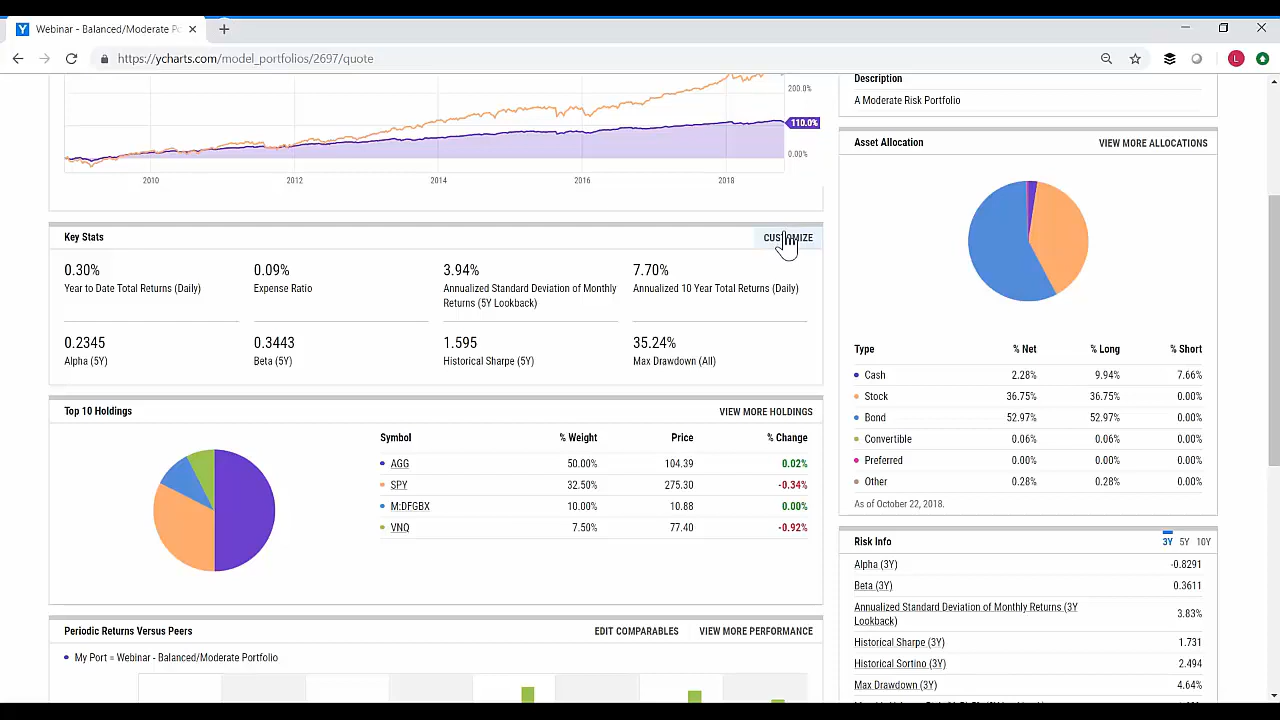 Webinar - Balanced/Moderate Po
https://ycharts.com/model_portfolios/2697/quote
L
200.0%
110.0%
0.00%
2010 2012 2014 2016 2018
Description
A Moderate Risk Portfolio
Key Stats CUSTOMIZE
0.30% 0.09% 3.94% 7.70%
Year to Date Total Returns (Daily) Expense Ratio Annualized Standard Deviation of Monthly Annualized 10 Year Total Returns (Daily)
Returns (5Y Lookback)
0.2345 0.3443 1.595 35.24%
Alpha (5Y) Beta (5Y) Historical Sharpe (5Y) Max Drawdown (All)
Top 10 Holdings VIEW MORE HOLDINGS
Symbol % Weight Price % Change
AGG 50.00% 104.39 0.02%
SPY 32.50% 275.30 -0.34%
M:DFGBX 10.00% 10.88 0.00%
VNQ 7.50% 77.40 -0.92%
Periodic Returns Versus Peers EDIT COMPARABLES VIEW MORE PERFORMANCE
My Port = Webinar - Balanced/Moderate Portfolio
Asset Allocation VIEW MORE ALLOCATIONS
Type % Net % Long % Short
Cash 2.28% 9.94% 7.66%
Stock 36.75% 36.75% 0.00%
Bond 52.97% 52.97% 0.00%
Convertible 0.06% 0.06% 0.00%
Preferred 0.00% 0.00% 0.00%
Other 0.28% 0.28% 0.00%
As of October 22, 2018.
Risk Info 3Y 5Y 10Y
Alpha (3Y) -0.8291
Beta (3Y) 0.3611
Annualized Standard Deviation of Monthly Returns (3Y
Lookback) 3.83%
Historical Sharpe (3Y) 1.731
Historical Sortino (3Y) 2.494
Max Drawdown (3Y) 4.64%